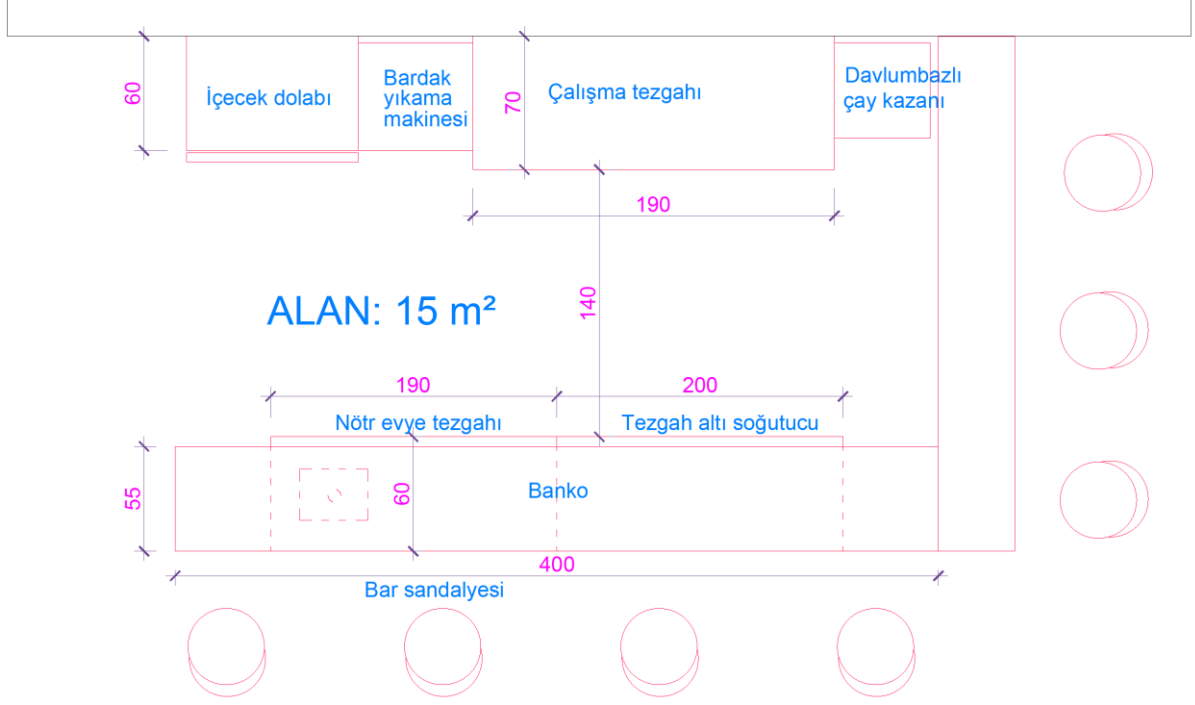 60
İçecek dolabı
Bardak
yıkama
makinesi
70
Çalışma tezgahı
Davlumbazlı
çay kazanı
190
140
ALAN: 15 m²
190
200
Nötr evye tezgahı
Tezgah altı soğutucu
55
60
Banko
400
Bar sandalyesi